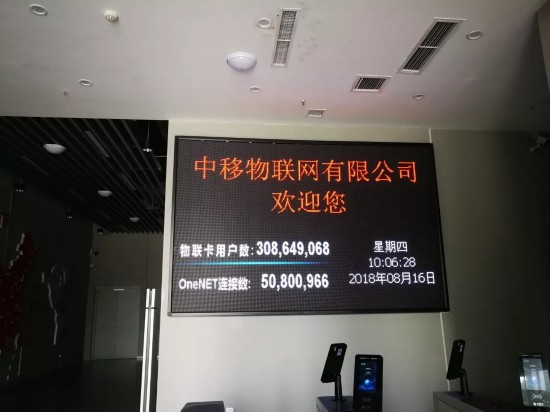 中移物联网有限公司
欢迎您
物联卡用户数: 308,649,068
OneNET连接数: 50,800,966
星期四
10:06:28
2018年08月16日